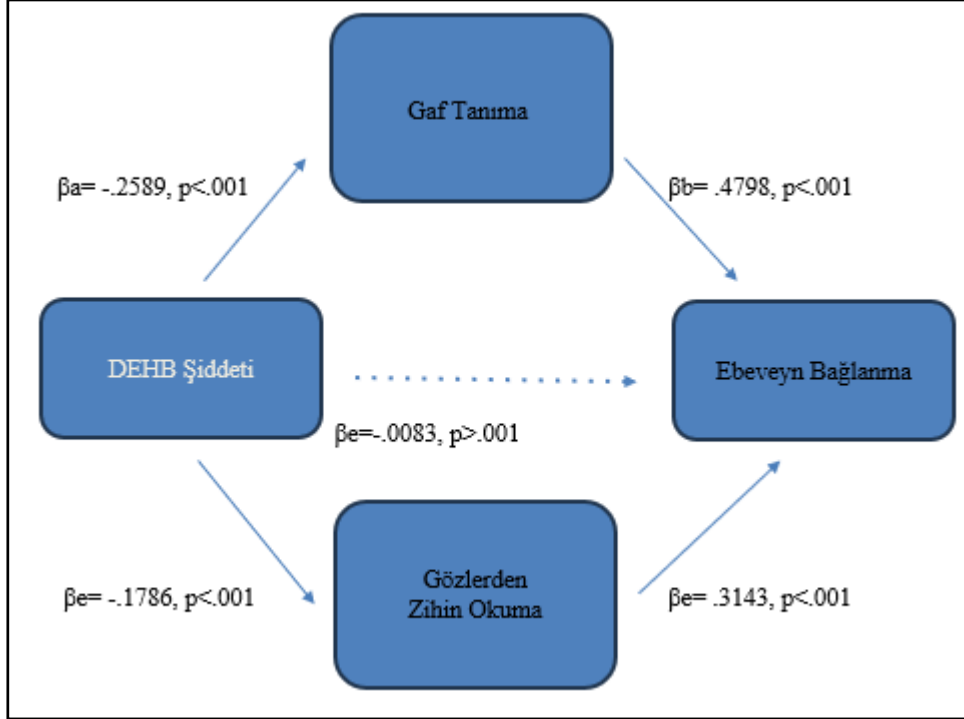 Gaf Tanıma
βa= -.2589, p<.001
βb= .4798, p<.001
DEHB Şiddeti
Ebeveyn Bağlanma
βe=-.0083, p>.001
Gözlerden
Zihin Okuma
βe= -.1786, p<.001
βe= .3143, p<.001